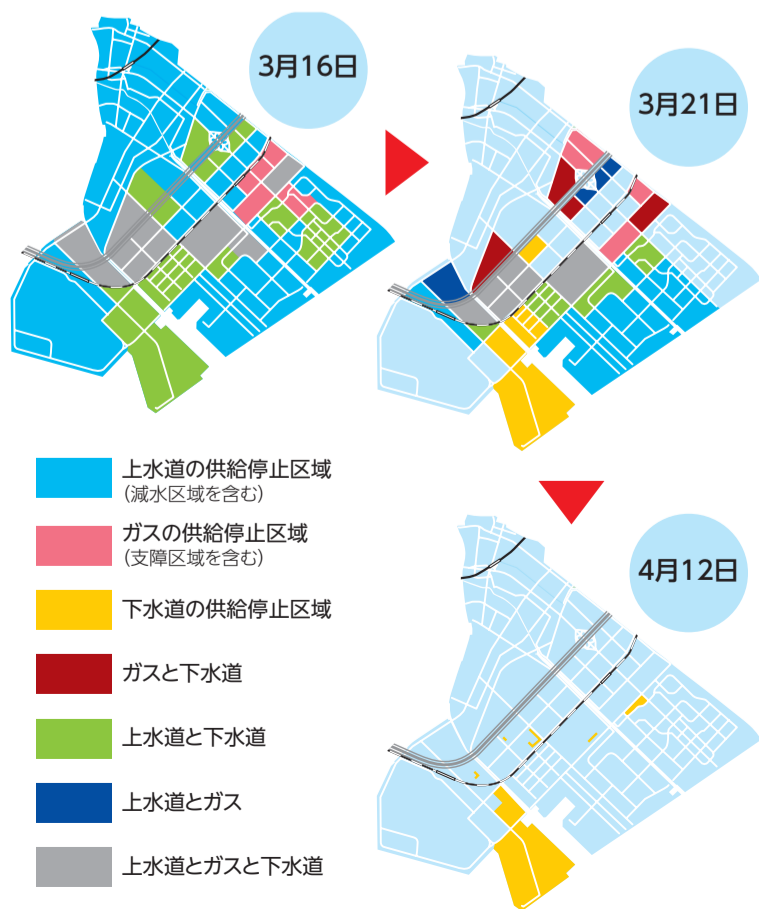 3月16日
3月21日
4月12日
上水道の供給停止区域
(減水区域を含む)
ガスの供給停止区域
(支障区域を含む)
下水道の供給停止区域
ガスと下水道
上水道と下水道
上水道とガス
上水道とガスと下水道